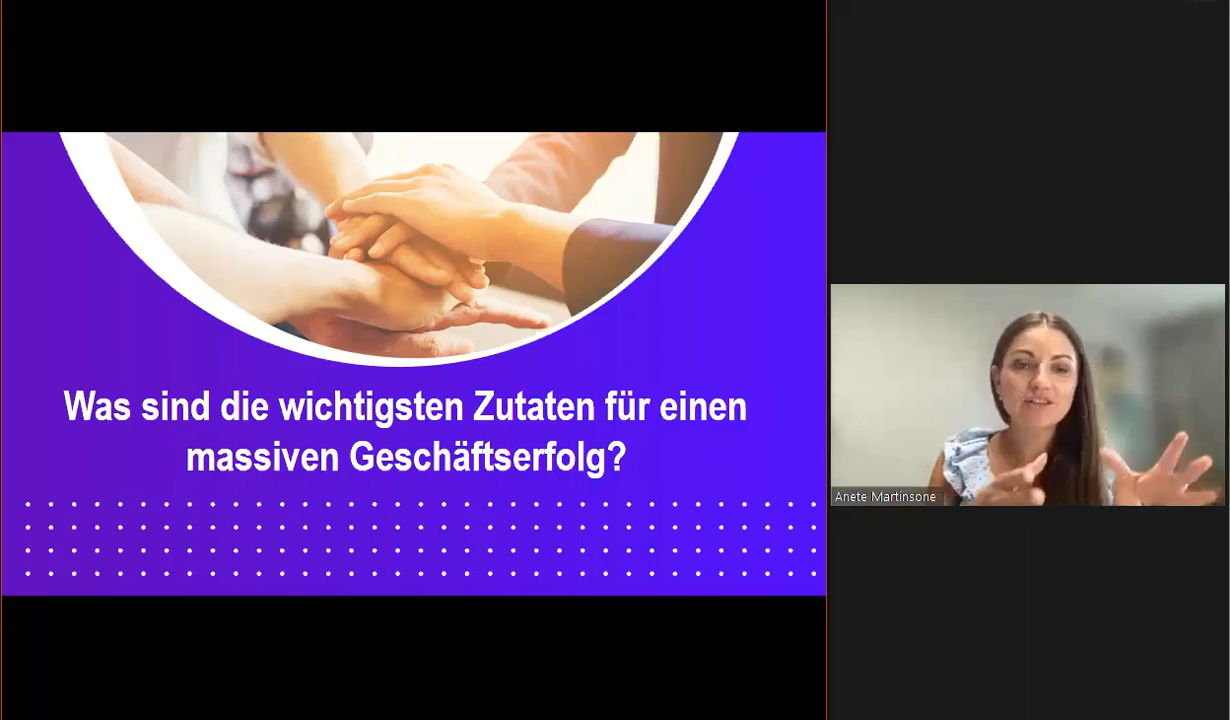 Was sind die wichtigsten Zutaten für einen
massiven Geschäftserfolg?
Anete Martinsone